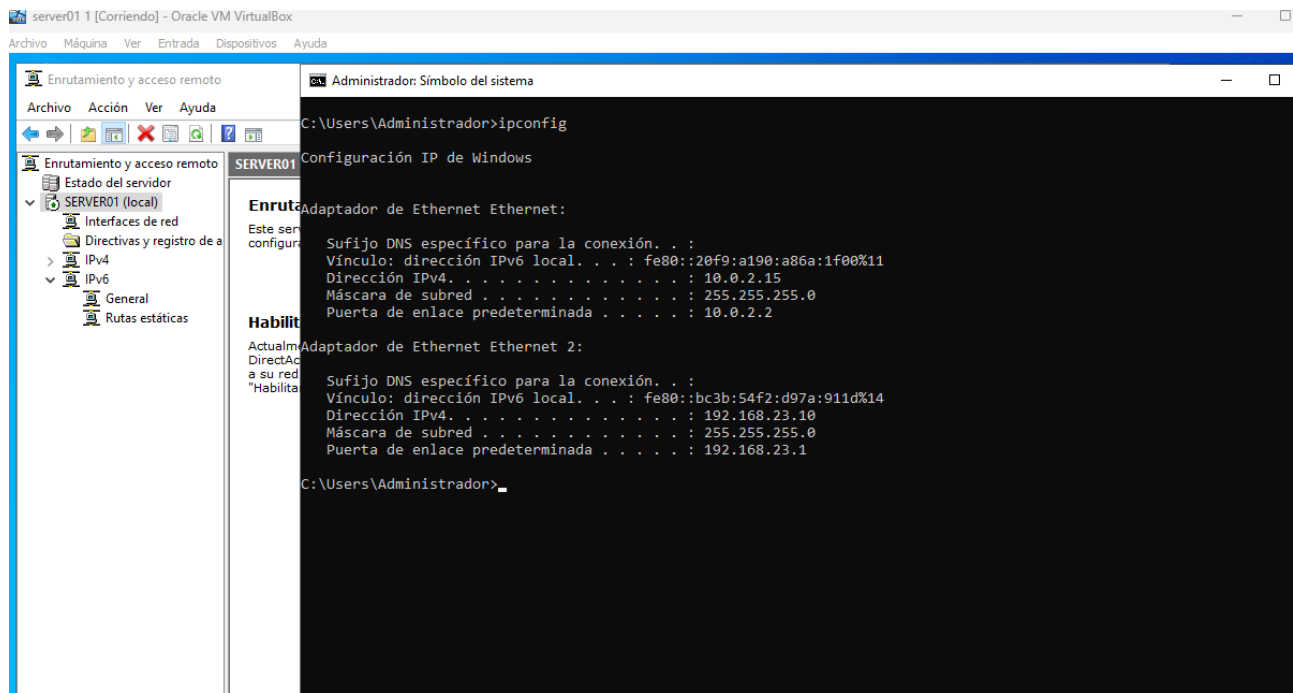 server01 1 [Corriendo] - Oracle VM VirtualBox
Archivo Máquina Ver Entrada Dispositivos Ayuda
Enrutamiento y acceso remoto
Archivo Acción Ver Ayuda
Enrutamiento y acceso remoto
Estado del servidor
SERVER01 (local)
Interfaces de red
Directivas y registro de a
IPv4
IPv6
General
Rutas estáticas
SERVER01
Enruta
Este ser
configura
Habilit
Actualm
DirectAc
a su red
"Habilita
Administrador: Símbolo del sistema
C:\Users\Administrador>ipconfig
Configuración IP de Windows
Adaptador de Ethernet Ethernet:
Sufijo DNS específico para la conexión. . :
Vínculo: dirección IPv6 local. . . : fe80::20f9:a190:a86a:1f00%11
Dirección IPv4. . . . . . . . . . . . . . : 10.0.2.15
Máscara de subred . . . . . . . . . . . . : 255.255.255.0
Puerta de enlace predeterminada . . . . . : 10.0.2.2
Adaptador de Ethernet Ethernet 2:
Sufijo DNS específico para la conexión. . :
Vínculo: dirección IPv6 local. . . : fe80::bc3b:54f2:d97a:911d%14
Dirección IPv4. . . . . . . . . . . . . . : 192.168.23.10
Máscara de subred . . . . . . . . . . . . : 255.255.255.0
Puerta de enlace predeterminada . . . . . : 192.168.23.1
C:\Users\Administrador>